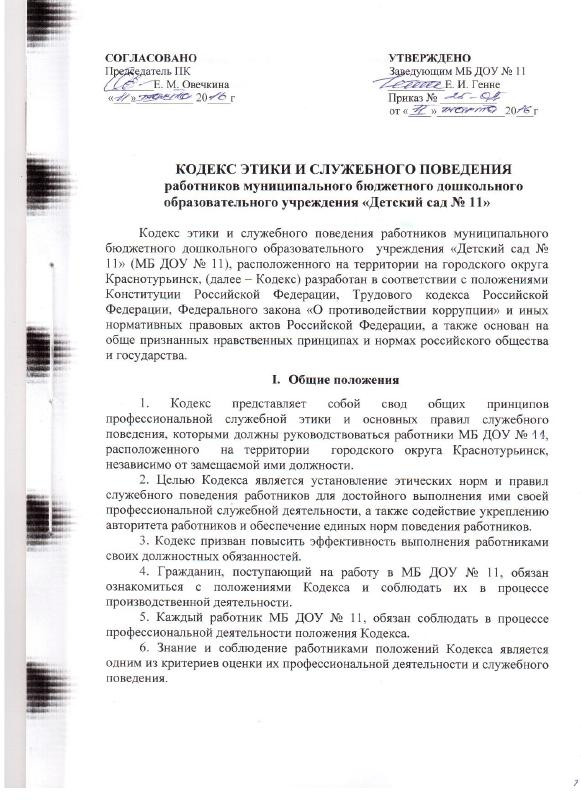 СОГЛАСОВАНО
Председатель ПК
Е. М. Овечкина
«11» 2016 г
УТВЕРЖДЕНО
Заведующим МБ ДОУ № 11
Е. И. Генне
Приказ №
от « 11 » 2016 г
КОДЕКС ЭТИКИ И СЛУЖЕБНОГО ПОВЕДЕНИЯ
работников муниципального бюджетного дошкольного
образовательного учреждения «Детский сад № 11»
Кодекс этики и служебного поведения работников муниципального
бюджетного дошкольного образовательного учреждения «Детский сад №
11» (МБ ДОУ № 11), расположенного на территории на городского округа
Краснотурьинск, (далее – Кодекс) разработан в соответствии с положениями
Конституции Российской Федерации, Трудового кодекса Российской
Федерации, Федерального закона «О противодействии коррупции» и иных
нормативных правовых актов Российской Федерации, а также основан на
обще признанных нравственных принципах и нормах российского общества
и государства.
I. Общие положения
1. Кодекс представляет собой свод общих принципов
профессиональной служебной этики и основных правил служебного
поведения, которыми должны руководствоваться работники МБ ДОУ № 11,
расположенного на территории городского округа Краснотурьинск,
независимо от замещаемой ими должности.
2. Целью Кодекса является установление этических норм и правил
служебного поведения работников для достойного выполнения ими своей
профессиональной служебной деятельности, а также содействие укреплению
авторитета работников и обеспечение единых норм поведения работников.
3. Кодекс призван повысить эффективность выполнения работниками
своих должностных обязанностей.
4. Гражданин, поступающий на работу в МБ ДОУ № 11, обязан
ознакомиться с положениями Кодекса и соблюдать их в процессе
производственной деятельности.
5. Каждый работник МБ ДОУ № 11, обязан соблюдать в процессе
профессиональной деятельности положения Кодекса.
6. Знание и соблюдение работниками положений Кодекса является
одним из критериев оценки их профессиональной деятельности и служебного
поведения.